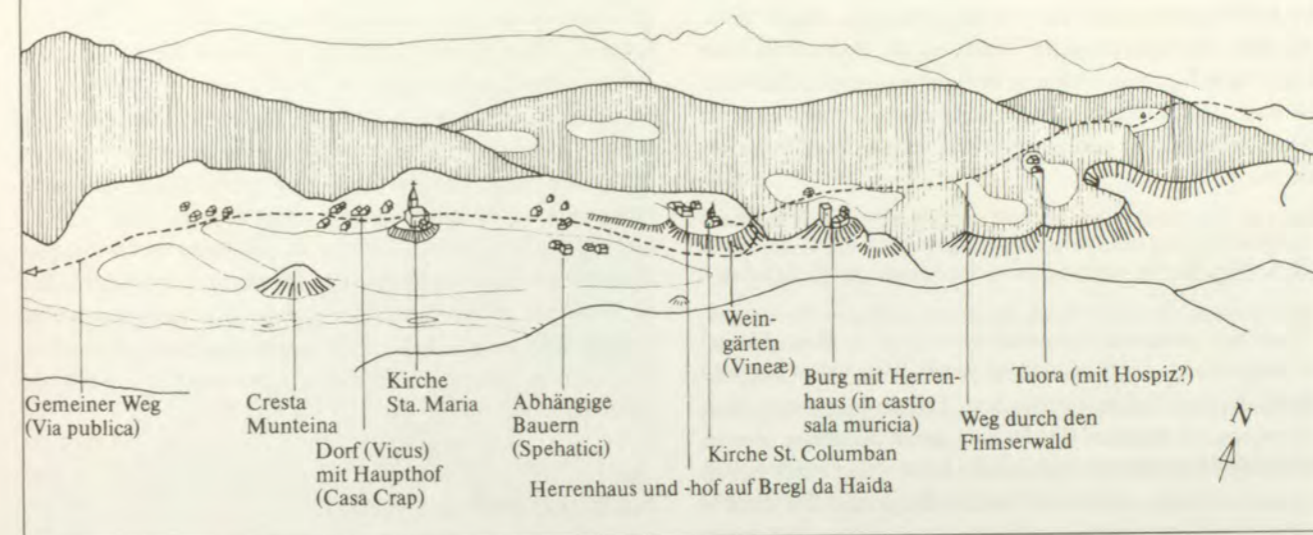 Gemeiner Weg
(Via publica)
Cresta
Munteina
Dorf (Vicus)
mit Haupthof
(Casa Crap)
Kirche
Sta. Maria
Abhängige
Bauern
(Spehatici)
Herrenhaus und -hof auf Bregl da Haida
Kirche St. Columban
Wein-
gärten
(Vineæ)
Burg mit Herren-
haus (in castro
sala muricia)
Weg durch den
Flimserwald
Tuora (mit Hospiz?)
N